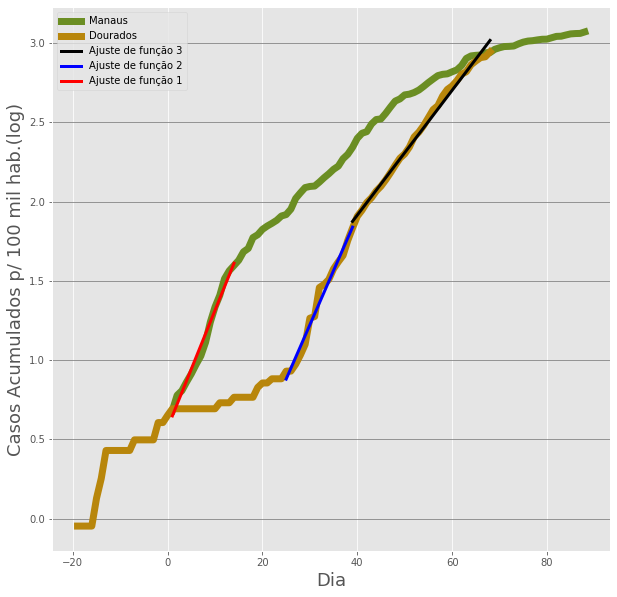 Manaus
Dourados
Ajuste de função 3
Ajuste de função 2
Ajuste de função 1
Casos Acumulados p/ 100 mil hab.(log)
3.0
2.5
2.0
1.5
1.0
0.5
0.0
−20 0 20 40 60 80
Dia